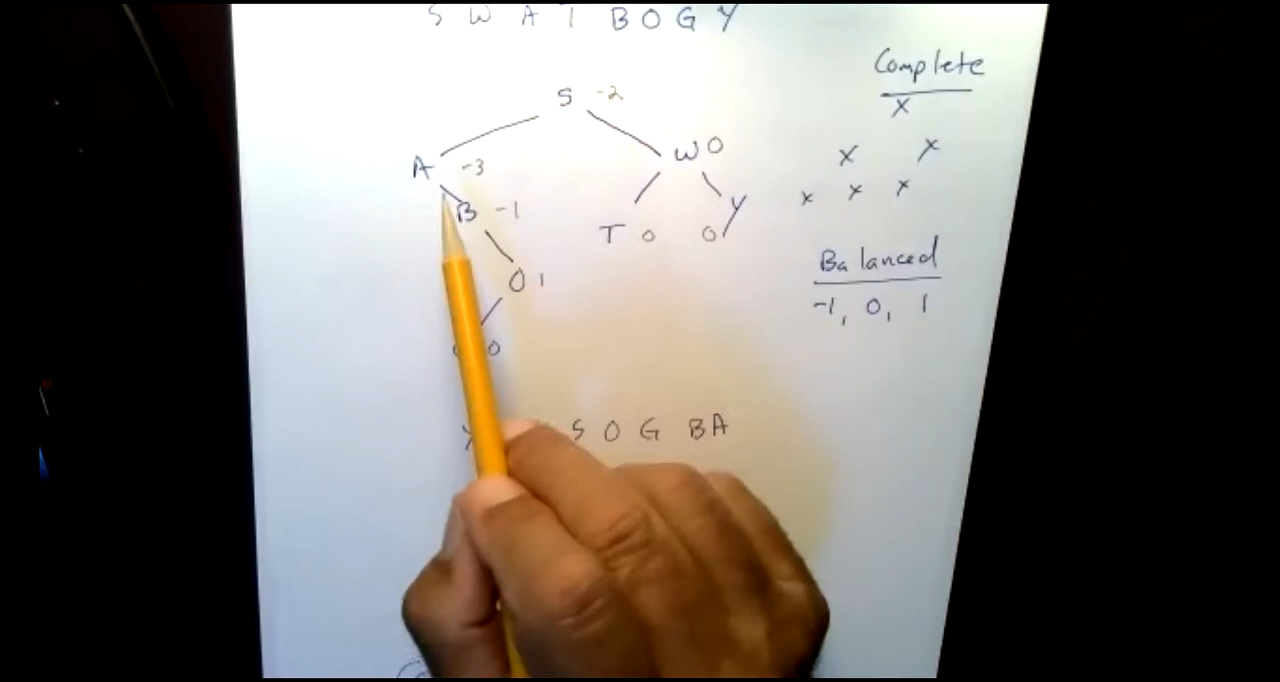 S W A T B O G Y
Complete
S -2
X
A -3
W 0
X X
B -1
T 0
0 Y
X X X
O 1
Balanced
-1, 0, 1
0
S O G B A